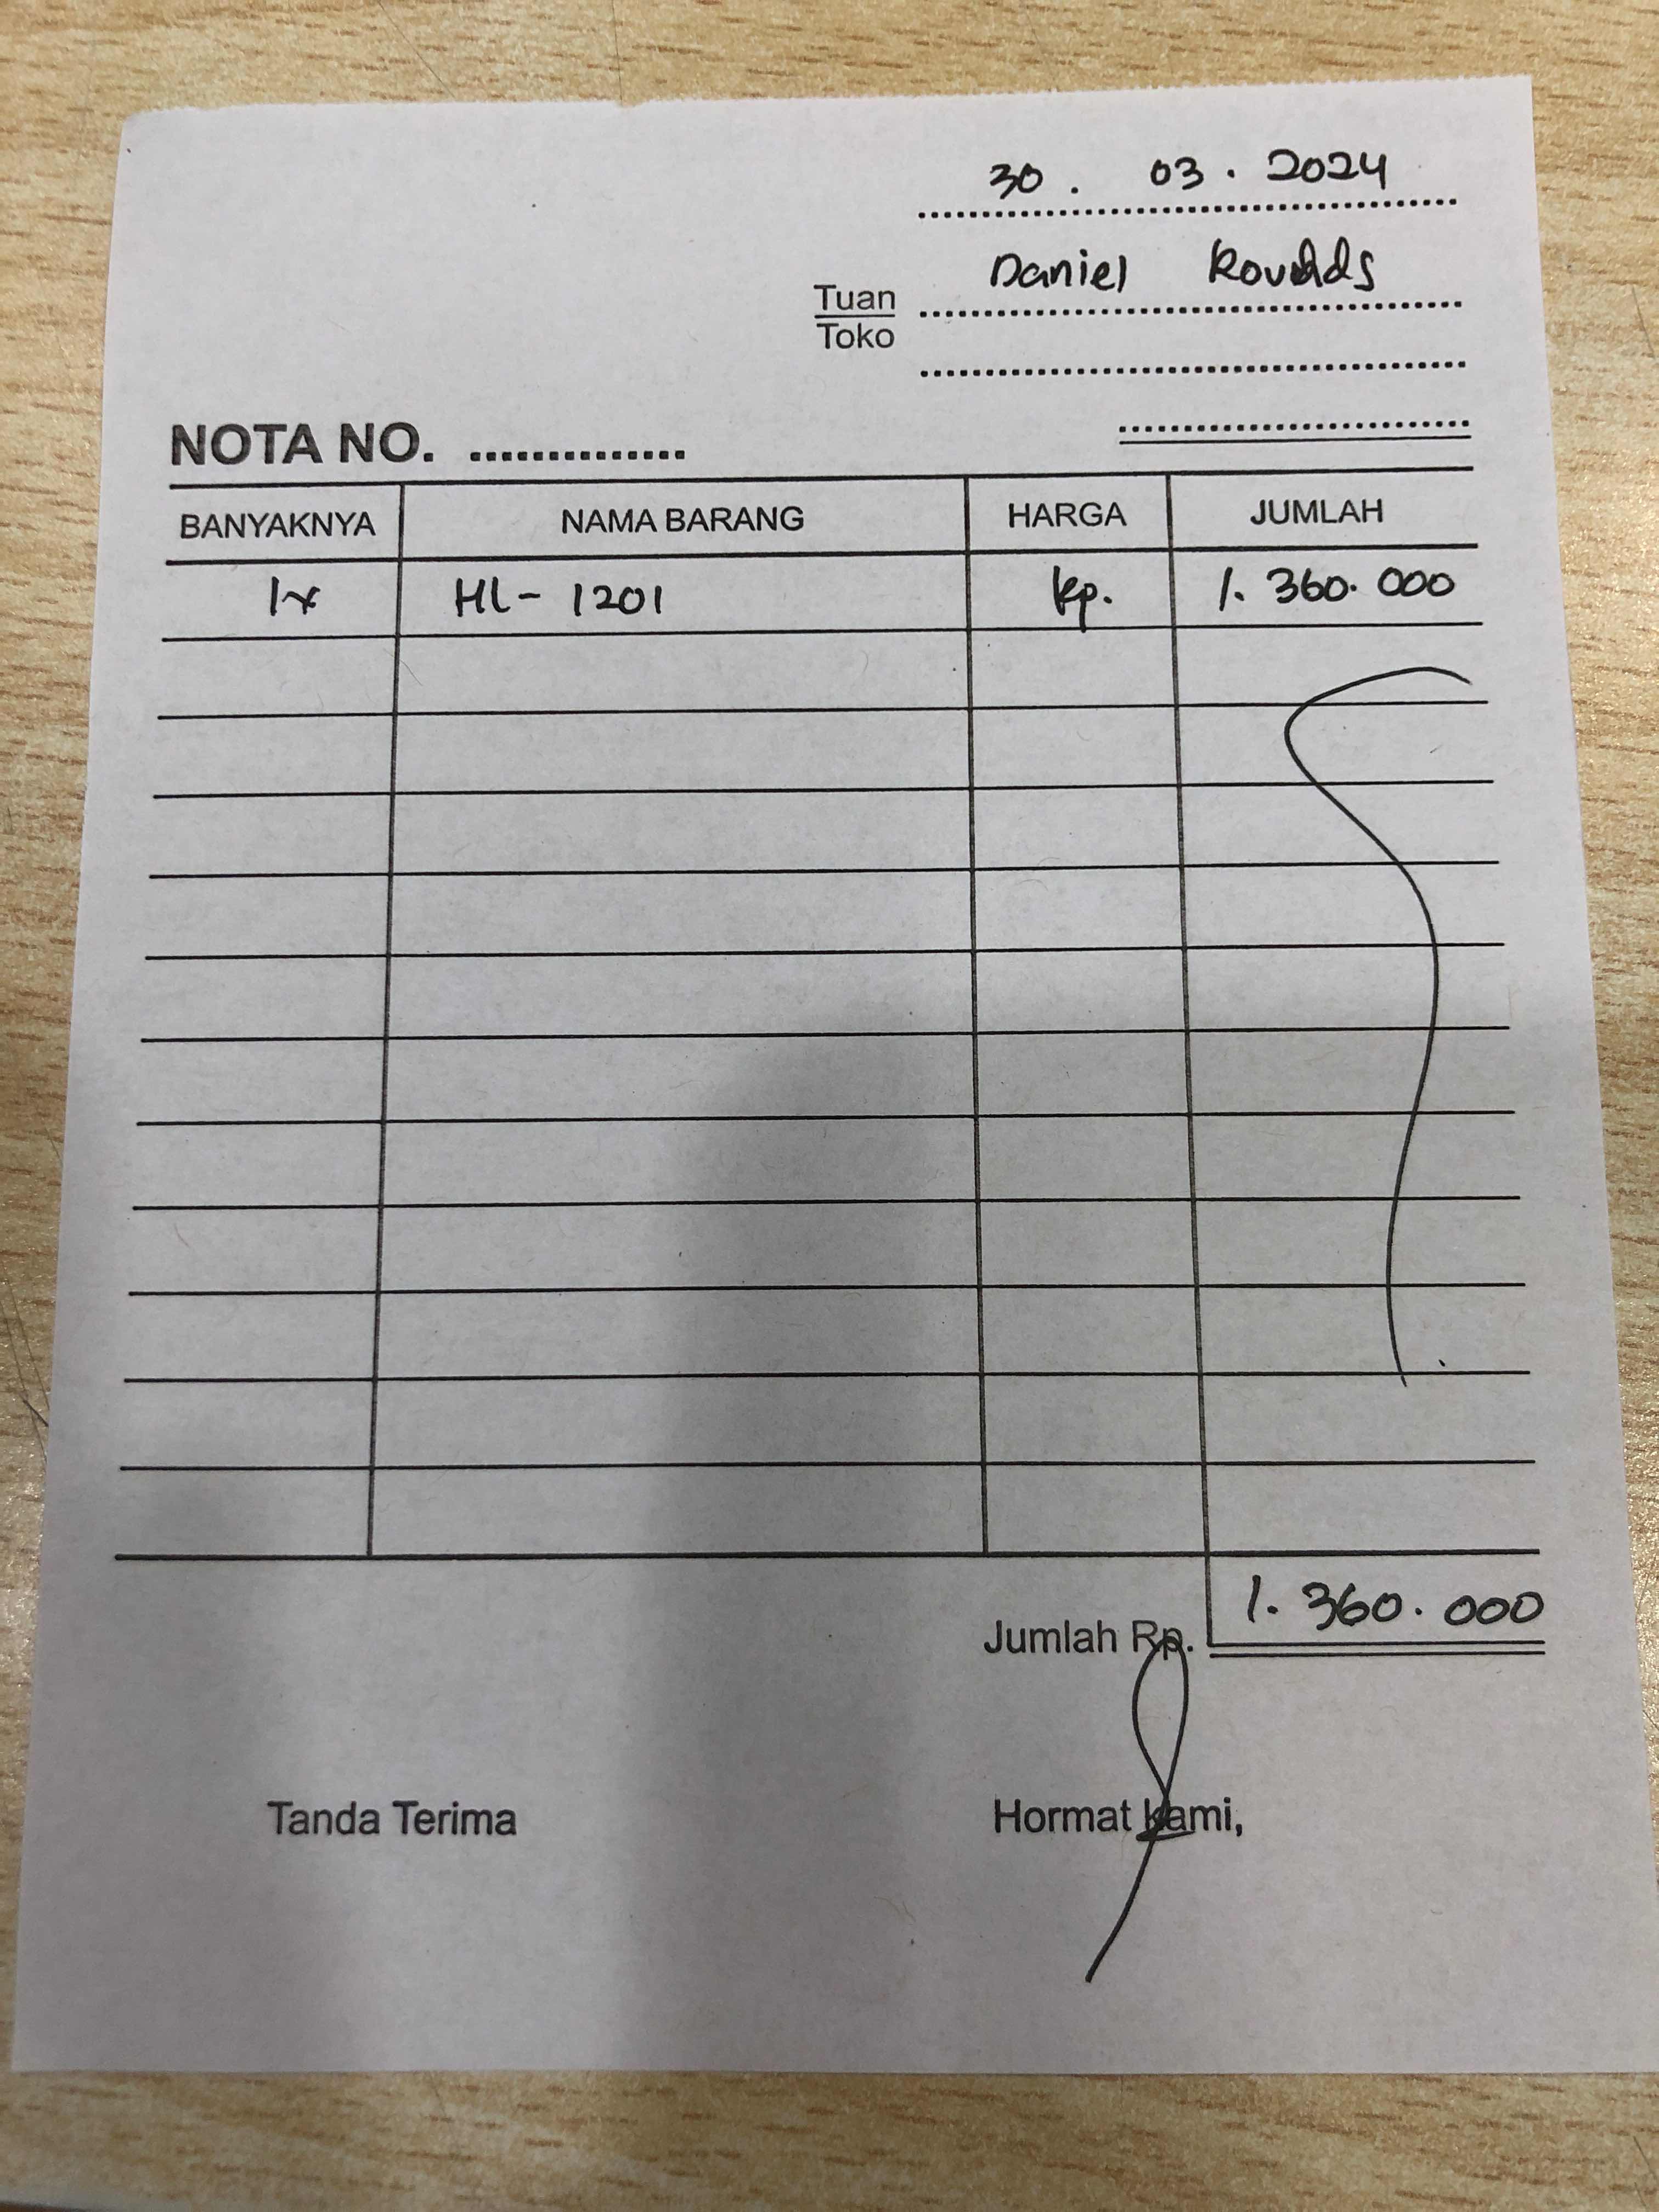 30 . 03 . 2024
Daniel
Tuan
Toko
NOTA NO. ..............
BANYAKNYA NAMA BARANG HARGA JUMLAH
1x HL - 1201 Rp. 1. 360. 000
Jumlah Rp. 1. 360. 000
Tanda Terima Hormat Kami,